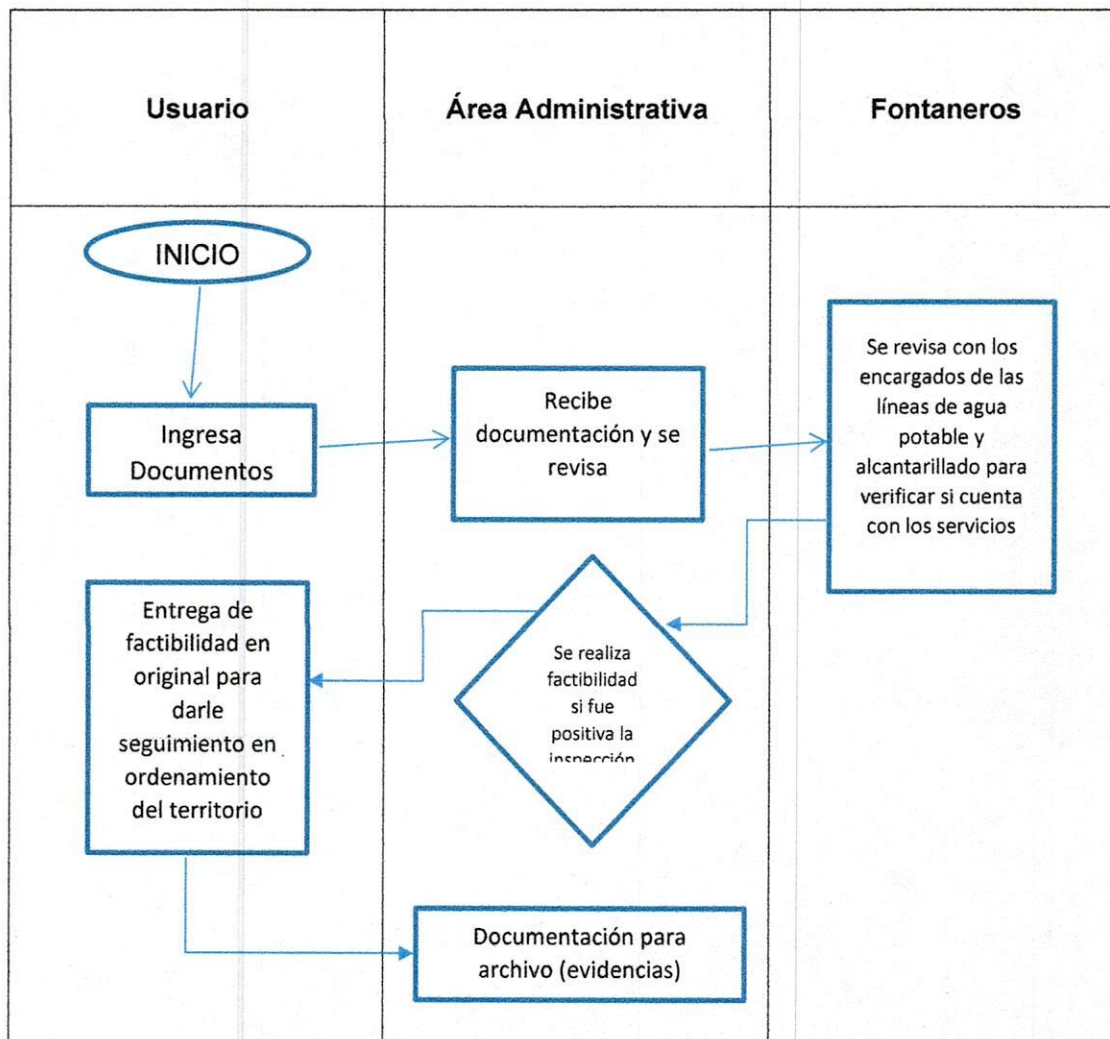 Usuario
Área Administrativa
Fontaneros
INICIO
Ingresa
Documentos
Recibe
documentación y se
revisa
Se revisa con los
encargados de las
líneas de agua
potable y
alcantarillado para
verificar si cuenta
con los servicios
Se realiza
factibilidad
si fue
positiva la
inspección
Entrega de
factibilidad en
original para
darle
seguimiento en
ordenamiento
del territorio
Documentación para
archivo (evidencias)